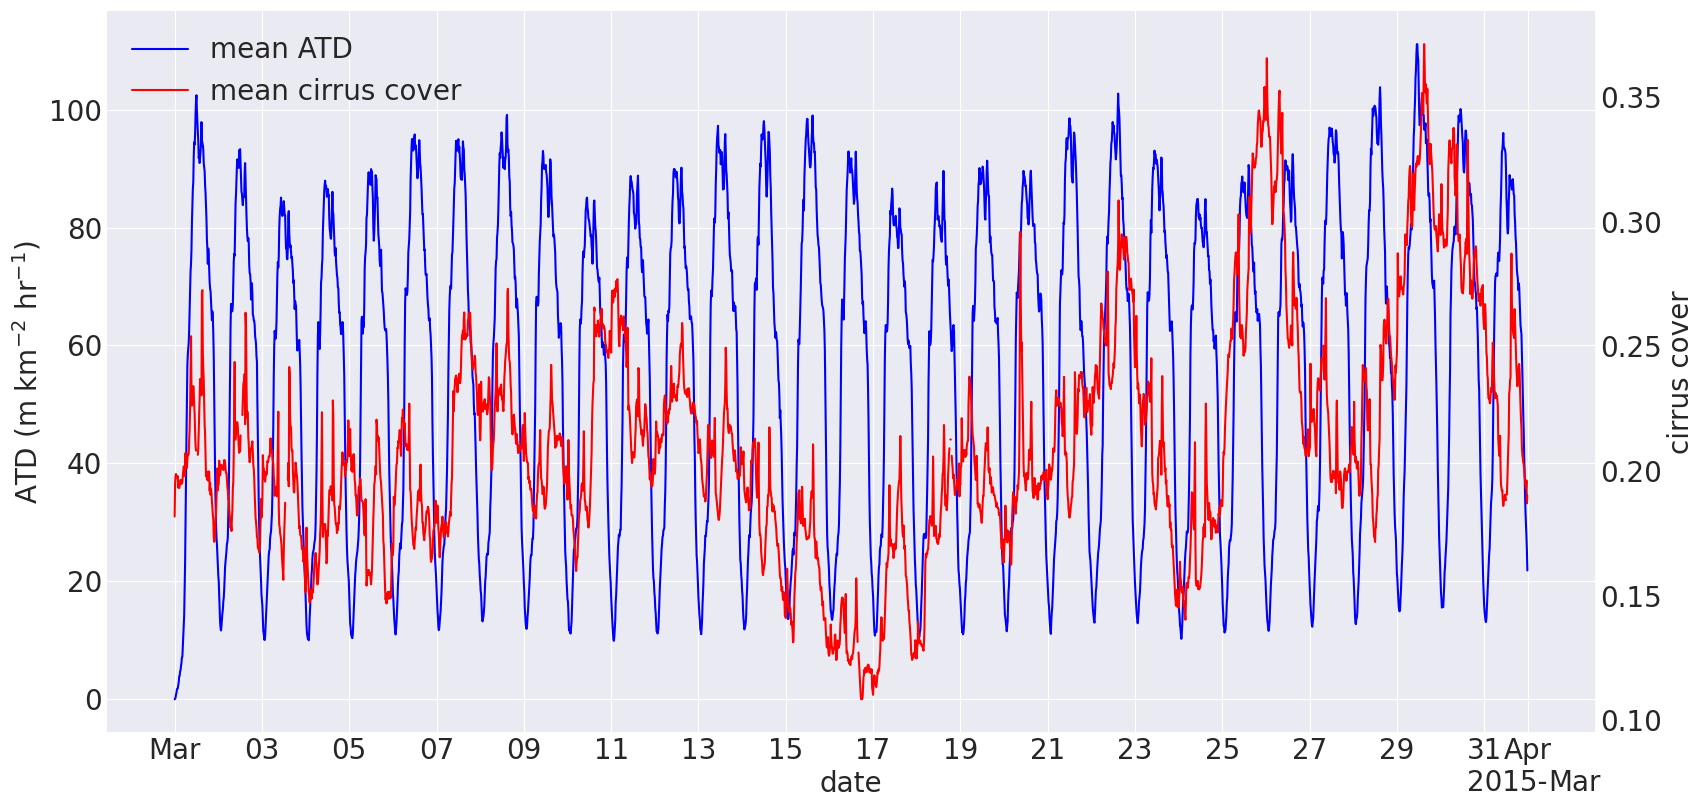 mean ATD
mean cirrus cover
ATD (m km⁻² hr⁻¹)
100
80
60
40
20
0
0.35
0.30
0.25
0.20
0.15
0.10
cirrus cover
Mar 03 05 07 09 11 13 15 17 19 21 23 25 27 29 31 Apr
date
2015-Mar